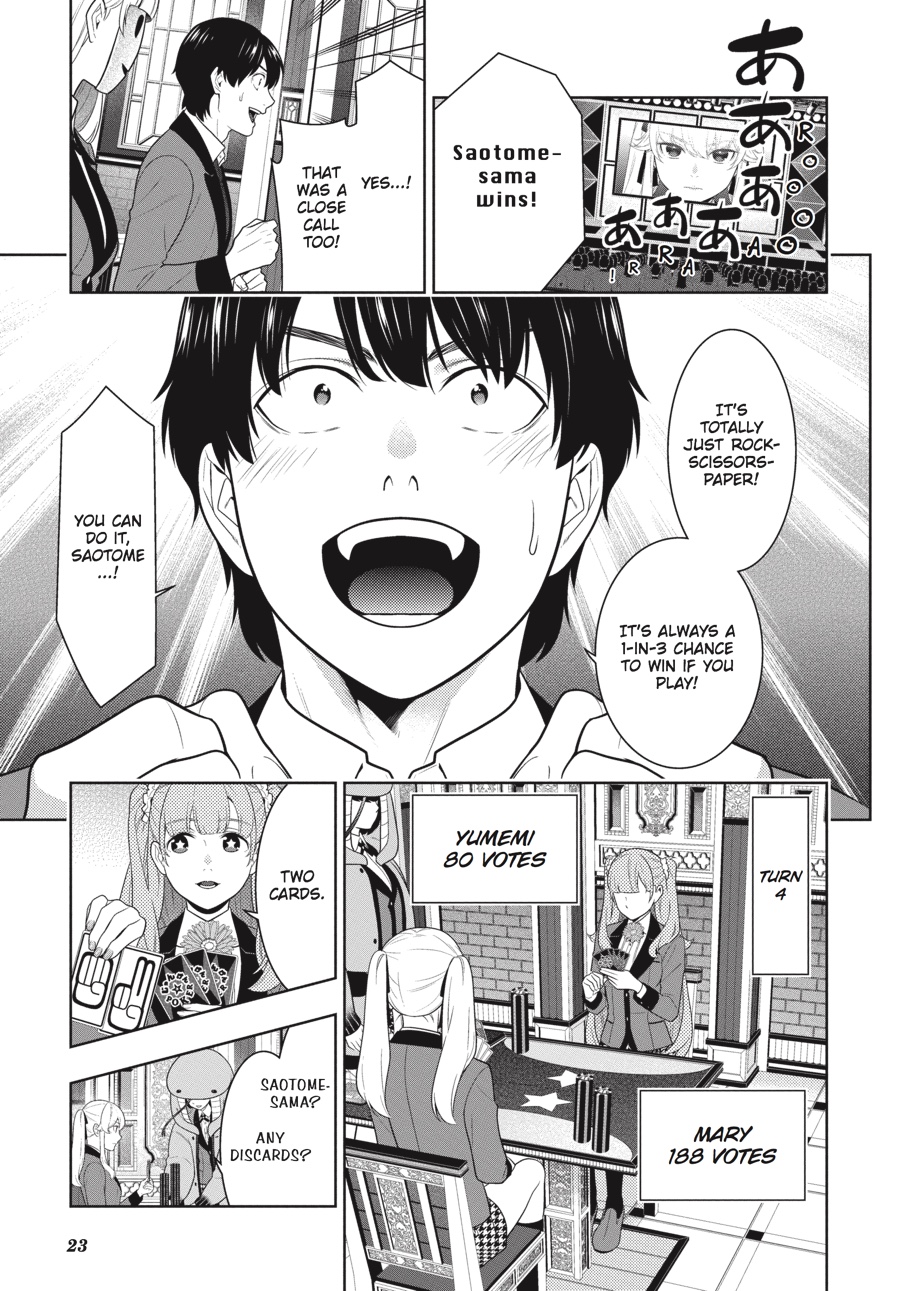 あああ
R
O
O
O
O
A
あああ
A
R
R
!
Saotome-
sama
wins!
YES...!
THAT
WAS A
CLOSE
CALL
TOO!
IT'S
TOTALLY
JUST ROCK-
SCISSORS-
PAPER!
IT'S ALWAYS A
1-IN-3 CHANCE
TO WIN IF YOU
PLAY!
YOU CAN
DO IT,
SAOTOME
...!
TURN
4
YUMEMI
80 VOTES
MARY
188 VOTES
TWO
CARDS.
SAOTOME-
SAMA?
ANY
DISCARDS?
23